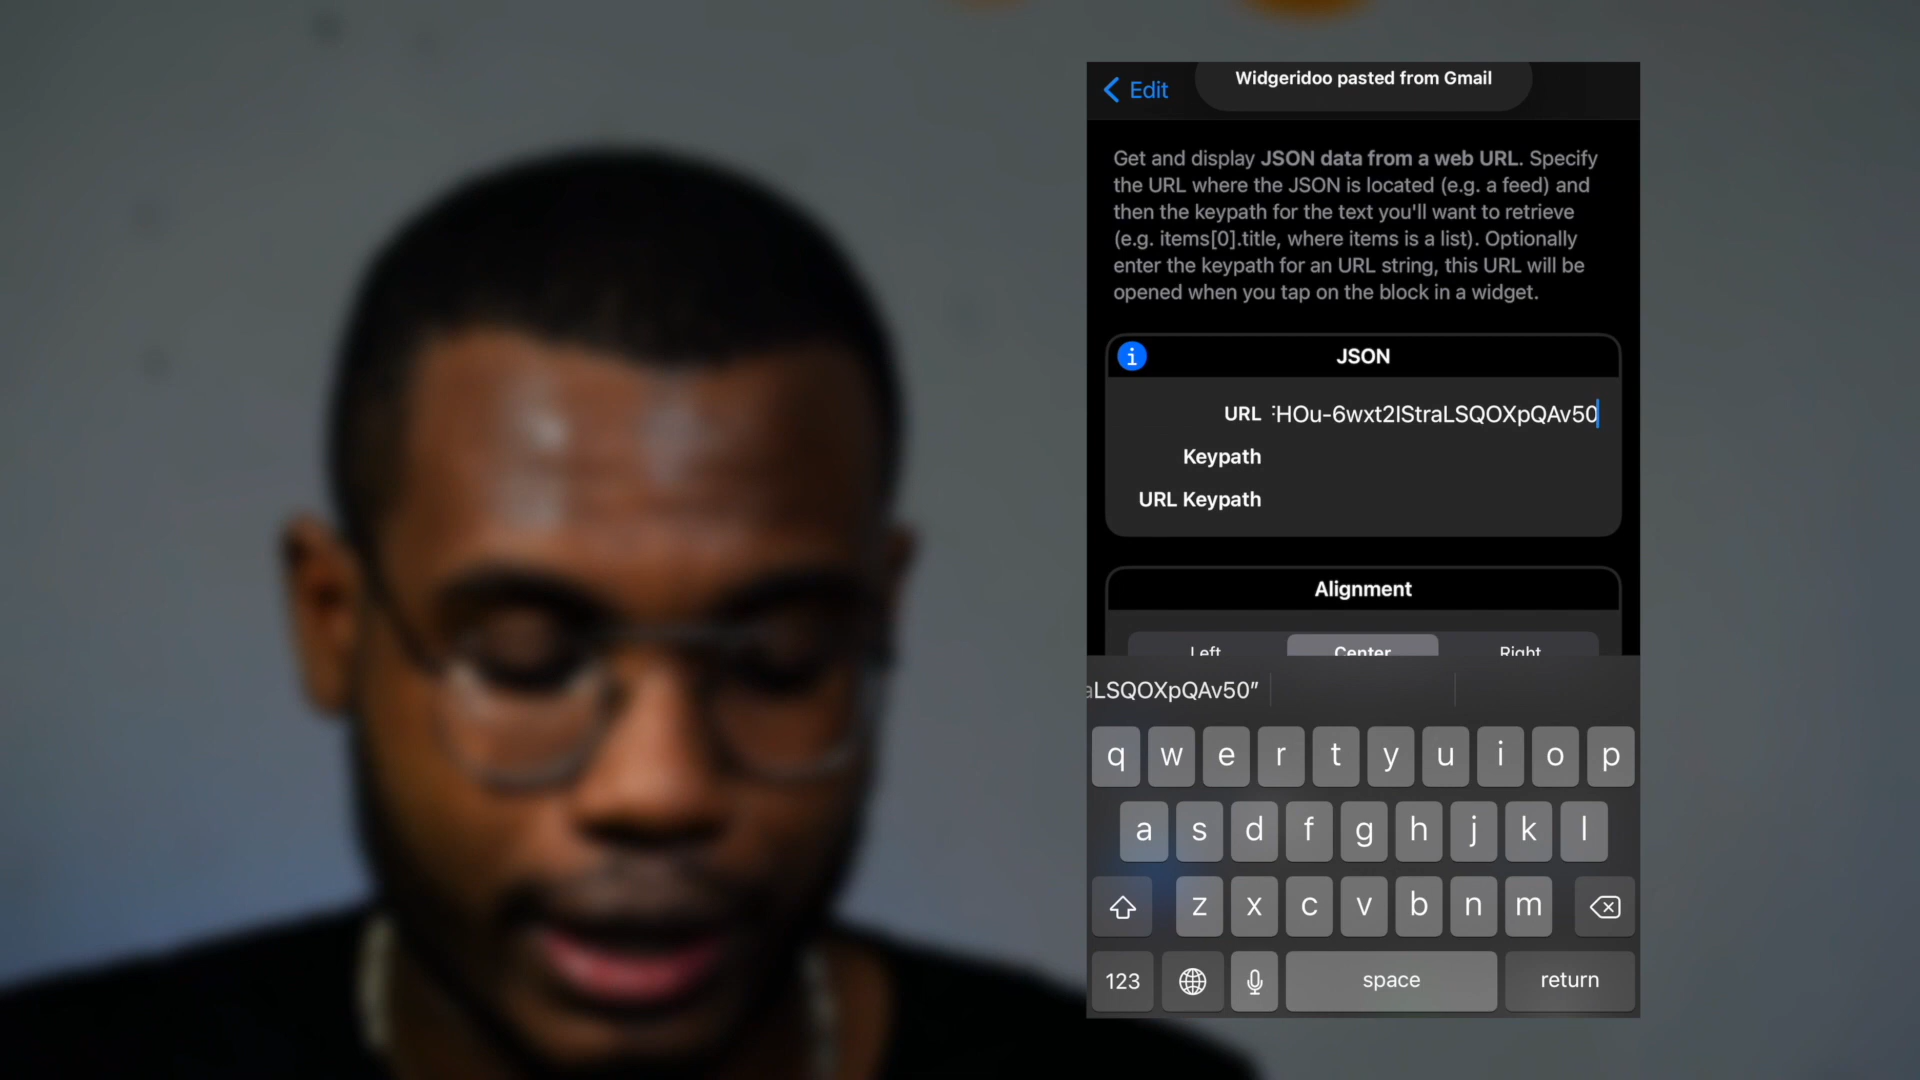 Edit
Widgeridoo pasted from Gmail
Get and display JSON data from a web URL. Specify
the URL where the JSON is located (e.g. a feed) and
then the keypath for the text you'll want to retrieve
(e.g. items[0].title, where items is a list). Optionally
enter the keypath for an URL string, this URL will be
opened when you tap on the block in a widget.
i JSON
URL HOu-6wxt2IStraLSQOXpQAv50
Keypath
URL Keypath
Alignment
Left Center Right
aLSQOXpQAv50"
q w e r t y u i o p
a s d f g h j k l
z x c v b n m
123 space return